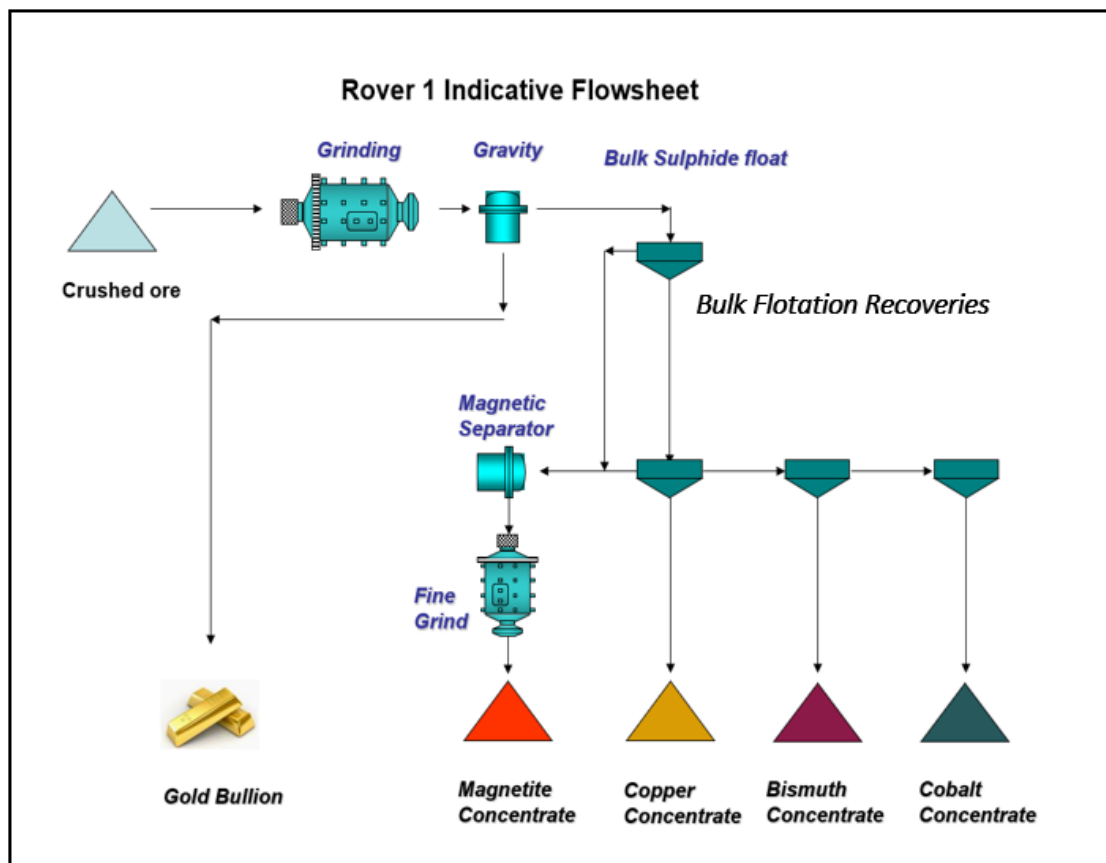 Rover 1 Indicative Flowsheet
Grinding
Gravity
Bulk Sulphide float
Crushed ore
Bulk Flotation Recoveries
Magnetic
Separator
Fine
Grind
Gold Bullion
Magnetite
Concentrate
Copper
Concentrate
Bismuth
Concentrate
Cobalt
Concentrate